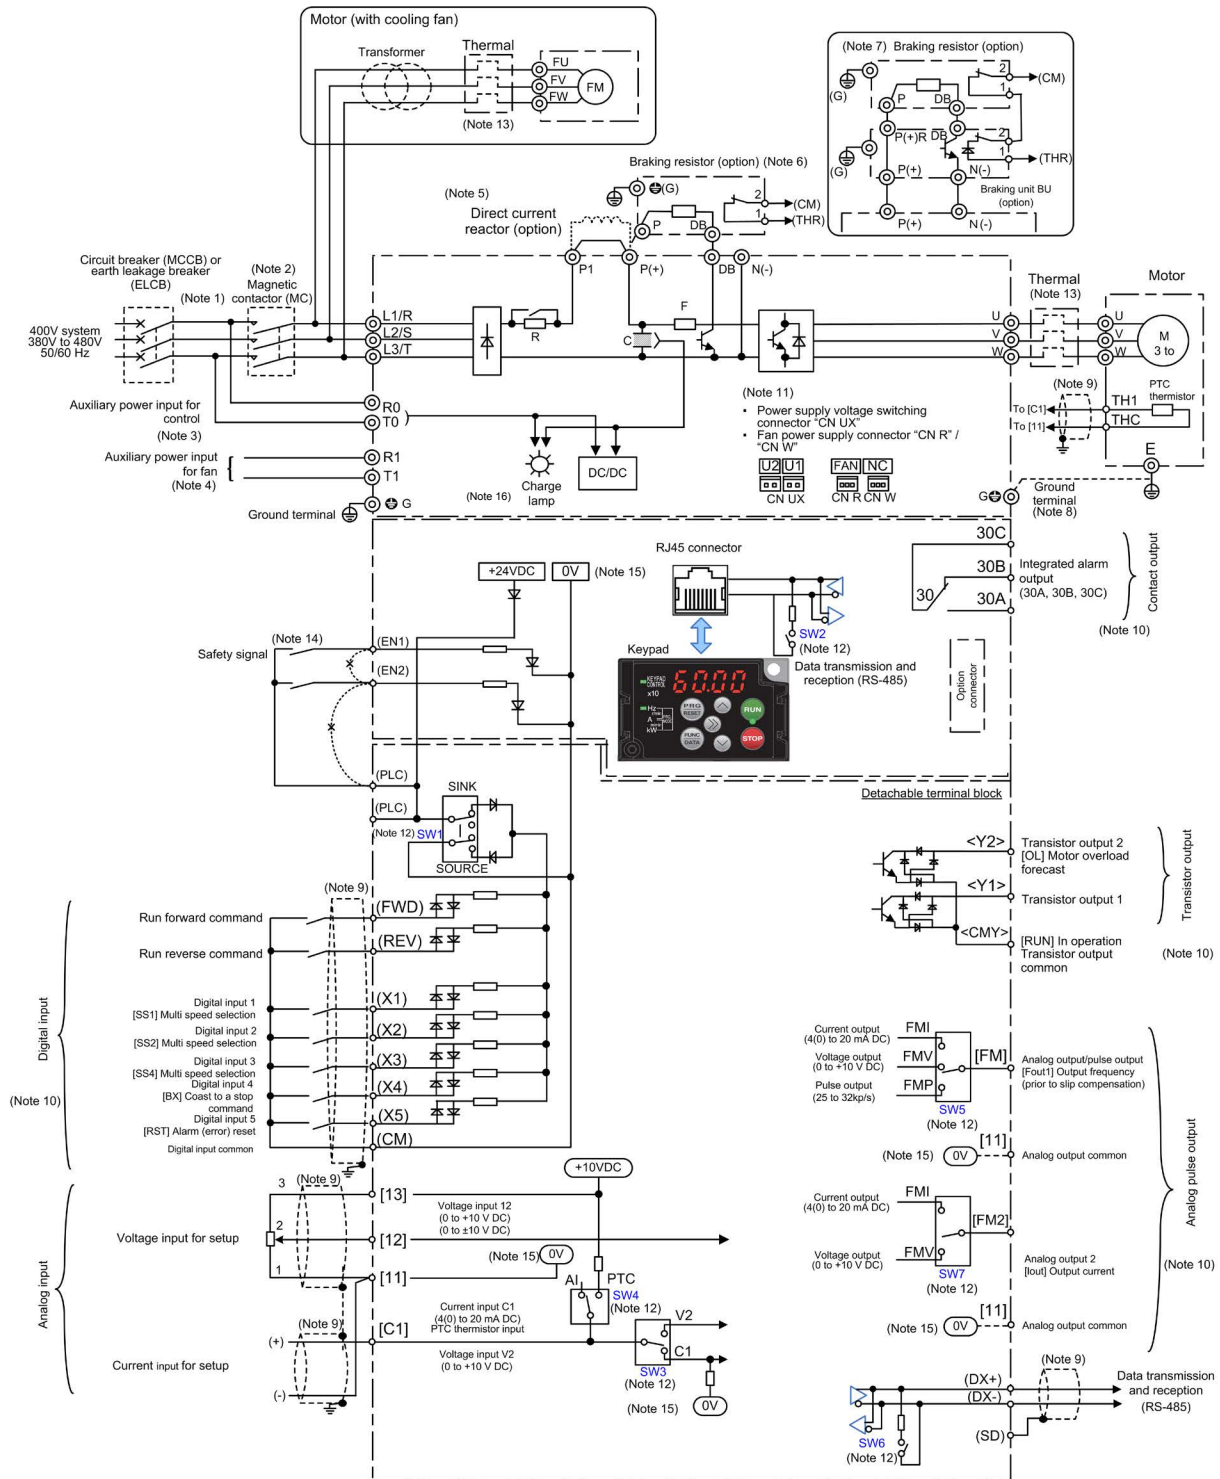 Motor (with cooling fan)
Transformer
Thermal
FU
FV
FW
FM
(Note 13)
(Note 7) Braking resistor (option)
(G)
P
DB
2
1
(CM)
P(+)R
DB
2
1
(THR)
(G)
P(+)
N(-)
Braking unit BU
(option)
P(+)
N(-)
Braking resistor (option) (Note 6)
(G)
P
DB
2
1
(CM)
(THR)
(Note 5)
Direct current
reactor (option)
P1
P(+)
DB
N(-)
Circuit breaker (MCCB) or
earth leakage breaker
(ELCB)
(Note 1)
(Note 2)
Magnetic
contactor (MC)
400V system
380V to 480V
50/60 Hz
L1/R
L2/S
L3/T
R
C
F
U
V
W
Thermal
(Note 13)
Motor
U
V
W
M
3 to
Auxiliary power input for
control
(Note 3)
R0
T0
Auxiliary power input
for fan
(Note 4)
R1
T1
Ground terminal
G
Charge
lamp
(Note 16)
DC/DC
(Note 11)
• Power supply voltage switching
connector “CN UX”
• Fan power supply connector “CN R” /
“CN W”
U2 U1
CN UX
FAN NC
CN R CN W
(Note 9)
To [C1]
To [11]
TH1
THC
PTC
thermistor
E
G
Ground
terminal
(Note 8)
+24VDC
0V
(Note 15)
RJ45 connector
SW2
(Note 12)
Data transmission and
reception (RS-485)
Keypad
KEYPAD
CONTROL
x10
60.00
Hz
A
kW
PRG
RESET
RUN
FUNC
DATA
STOP
30C
30B
30
30A
Integrated alarm
output
(30A, 30B, 30C)
Contact output
(Note 10)
Option
connector
(Note 14)
Safety signal
(EN1)
(EN2)
(PLC)
(PLC)
(Note 12) SW1
SINK
SOURCE
Detachable terminal block
<Y2>
Transistor output 2
[OL] Motor overload
forecast
<Y1>
Transistor output 1
<CMY>
[RUN] In operation
Transistor output
common
Transistor output
(Note 10)
Digital input
(Note 10)
(Note 9)
Run forward command
(FWD)
Run reverse command
(REV)
Digital input 1
[SS1] Multi speed selection
(X1)
Digital input 2
[SS2] Multi speed selection
(X2)
Digital input 3
[SS4] Multi speed selection
(X3)
Digital input 4
[BX] Coast to a stop
command
(X4)
Digital input 5
[RST] Alarm (error) reset
(X5)
Digital input common
(CM)
Current output
(4(0) to 20 mA DC)
FMI
Voltage output
(0 to +10 V DC)
FMV
Pulse output
(25 to 32kp/s)
FMP
[FM]
SW5
(Note 12)
Analog output/pulse output
[Fout1] Output frequency
(prior to slip compensation)
(Note 15)
0V
[11]
Analog output common
Current output
(4(0) to 20 mA DC)
FMI
Voltage output
(0 to +10 V DC)
FMV
[FM2]
SW7
(Note 12)
Analog output 2
[Iout] Output current
(Note 15)
0V
[11]
Analog output common
Analog pulse output
(Note 10)
Analog input
Voltage input for setup
3
2
1
(Note 9)
[13]
[12]
[11]
Voltage input 12
(0 to +10 V DC)
(0 to ±10 V DC)
+10VDC
(Note 15)
0V
AI
PTC
SW4
(Note 12)
Current input for setup
(+)
(-)
(Note 9)
[C1]
Current input C1
(4(0) to 20 mA DC)
PTC thermistor input
Voltage input V2
(0 to +10 V DC)
V2
C1
SW3
(Note 12)
(Note 15)
0V
(DX+)
(DX-)
(SD)
SW6
(Note 12)
(Note 9)
Data transmission
and reception
(RS-485)